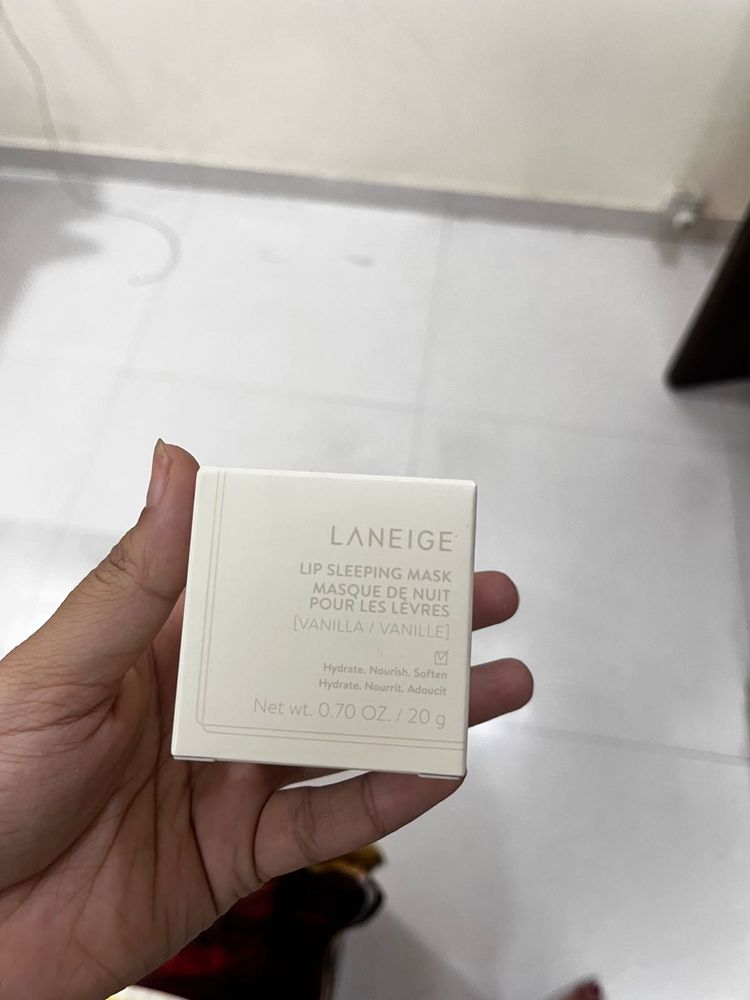 LANEIGE
LIP SLEEPING MASK
MASQUE DE NUIT
POUR LES LÈVRES
[VANILLA / VANILLE]
Hydrate. Nourish. Soften
Hydrate. Nourrit. Adoucit
Net wt. 0.70 OZ. / 20 g